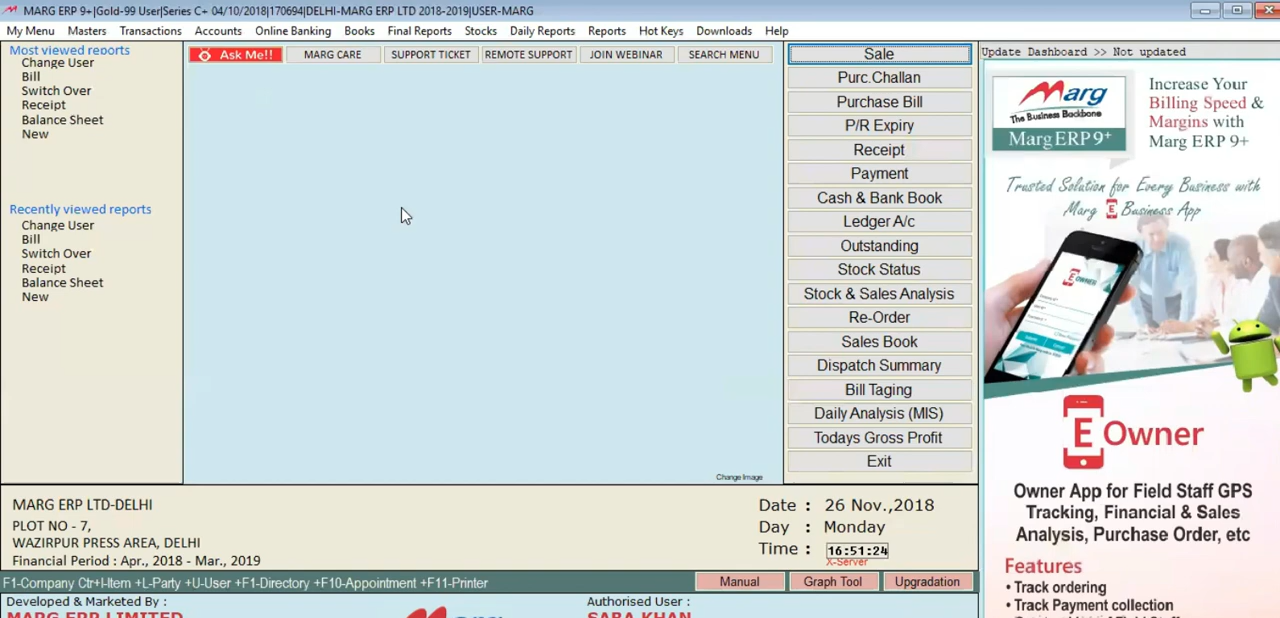 MARG ERP 9+|Gold-99 User|Series C+ 04/10/2018|170694|DELHI-MARG ERP LTD 2018-2019|USER-MARG
My Menu Masters Transactions Accounts Online Banking Books Final Reports Stocks Daily Reports Reports Hot Keys Downloads Help
Most viewed reports
Change User
Bill
Switch Over
Receipt
Balance Sheet
New
Recently viewed reports
Change User
Bill
Switch Over
Receipt
Balance Sheet
New
Ask Me!! MARG CARE SUPPORT TICKET REMOTE SUPPORT JOIN WEBINAR SEARCH MENU
Change Image
Sale
Purc.Challan
Purchase Bill
P/R Expiry
Receipt
Payment
Cash & Bank Book
Ledger A/c
Outstanding
Stock Status
Stock & Sales Analysis
Re-Order
Sales Book
Dispatch Summary
Bill Taging
Daily Analysis (MIS)
Todays Gross Profit
Exit
Update Dashboard >> Not updated
Marg
The Business Backbone
Marg ERP 9+
Increase Your
Billing Speed &
Margins with
Marg ERP 9+
Trusted Solution for Every Business with
Marg E Business App
E OWNER
E Owner
Owner App for Field Staff GPS
Tracking, Financial & Sales
Analysis, Purchase Order, etc
Features
• Track ordering
• Track Payment collection
MARG ERP LTD-DELHI
PLOT NO - 7,
WAZIRPUR PRESS AREA, DELHI
Financial Period : Apr., 2018 - Mar., 2019
Date : 26 Nov.,2018
Day : Monday
Time : 16:51:24
X-Server
F1-Company Ctr+I-Item +L-Party +U-User +F1-Directory +F10-Appointment +F11-Printer
Manual Graph Tool Upgradation
Developed & Marketed By :
MARG ERP LIMITED
Authorised User :
SABA KHAN